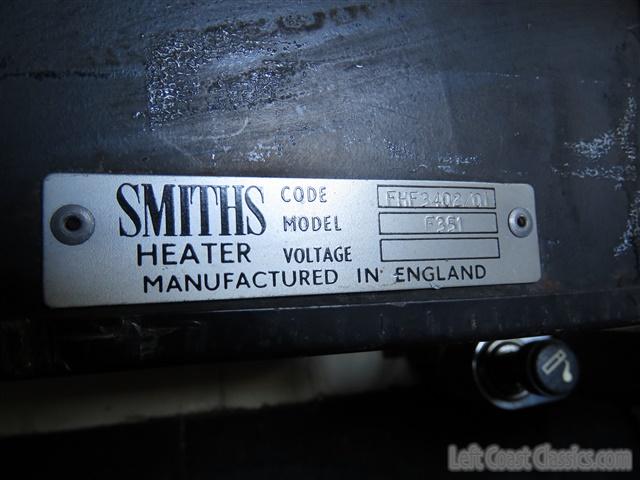 SMITHS
HEATER
CODE FHF3402/01
MODEL F351
VOLTAGE
MANUFACTURED IN ENGLAND
Left Coast Classics.com